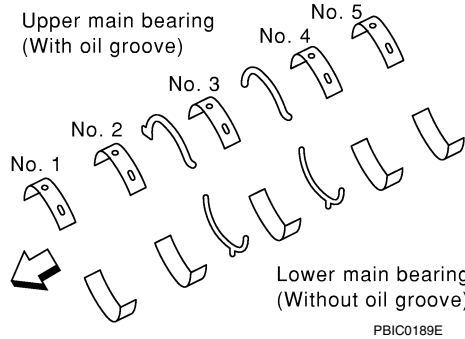 Upper main bearing
(With oil groove)
No. 5
No. 4
No. 3
No. 2
No. 1
Lower main bearing
(Without oil groove)
PBIC0189E